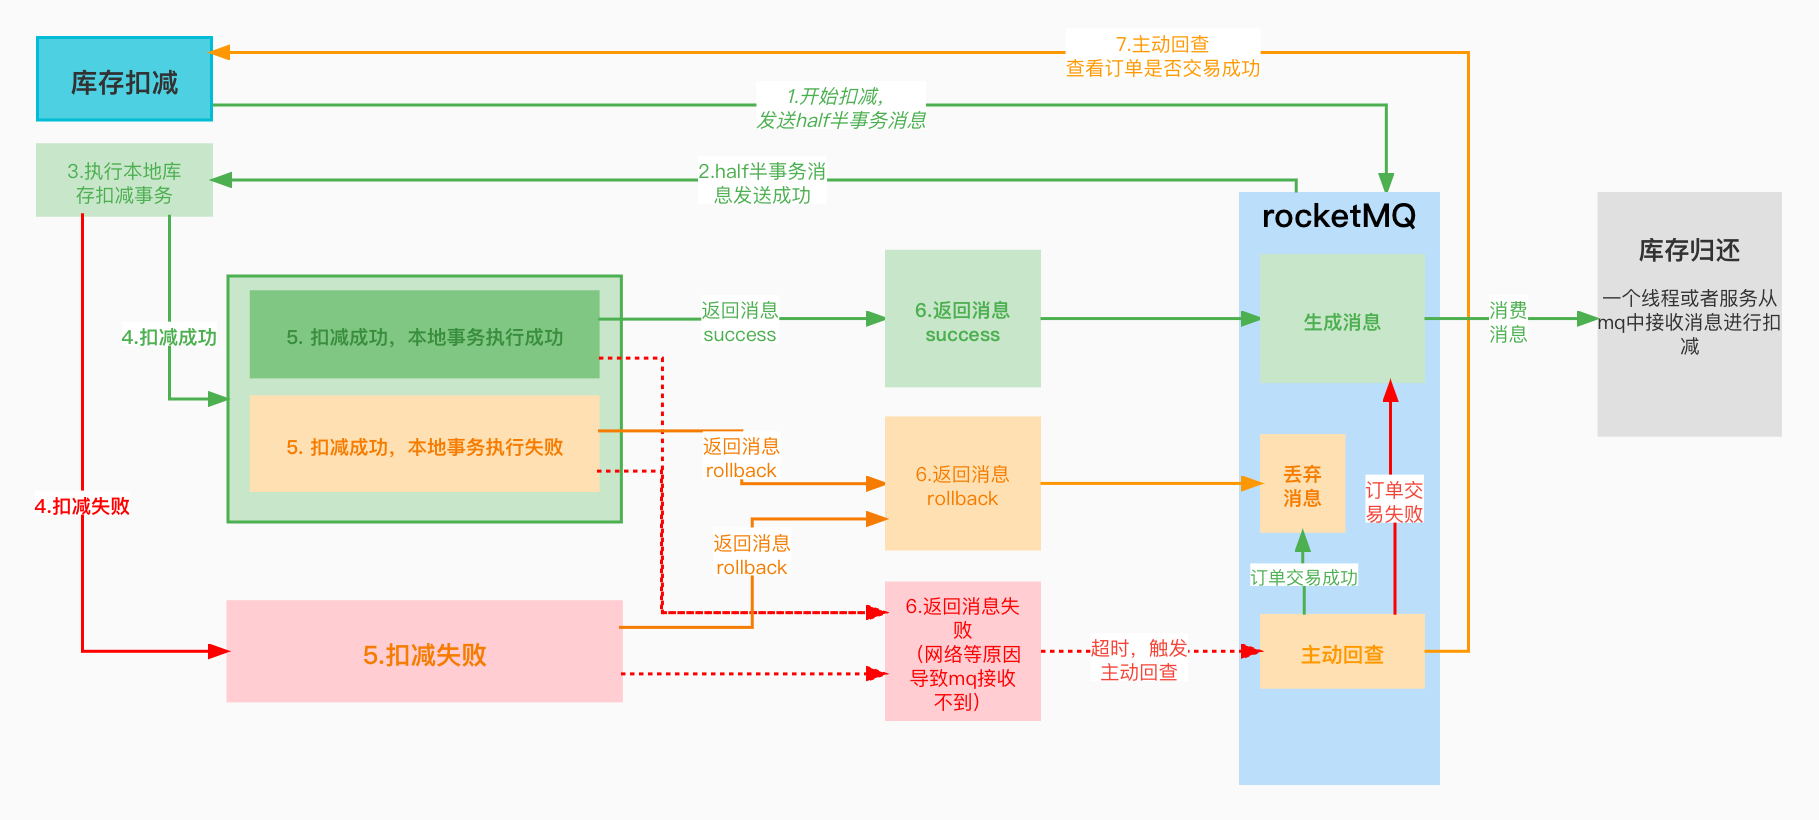 7.主动回查
查看订单是否交易成功
库存扣减
1.开始扣减，
发送half半事务消息
3.执行本地库
存扣减事务
2.half半事务消
息发送成功
rocketMQ
库存归还
一个线程或者服务从
mq中接收消息进行扣
减
4.扣减成功
5. 扣减成功，本地事务执行成功
返回消息
success
6.返回消息
success
生成消息
消费
消息
5. 扣减成功，本地事务执行失败
返回消息
rollback
6.返回消息
rollback
丢弃
消息
订单交
易失败
4.扣减失败
返回消息
rollback
订单交易成功
5.扣减失败
6.返回消息失
败
（网络等原因
导致mq接收
不到）
超时，触发
主动回查
主动回查